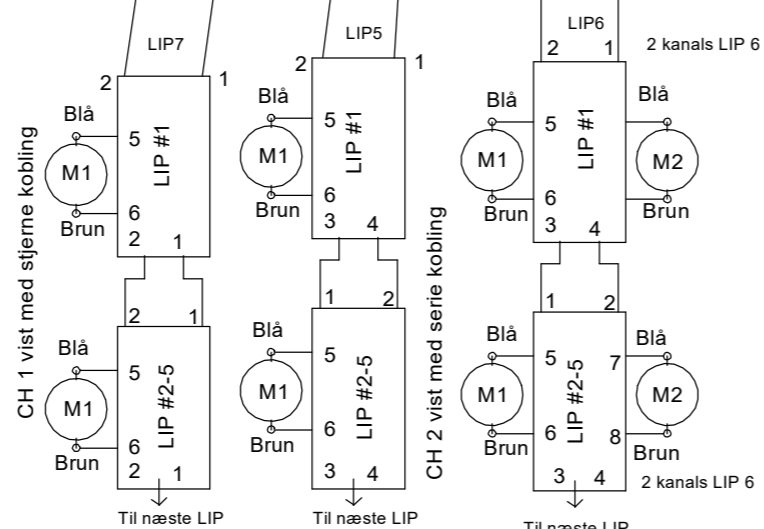 CH 1 vist med stjerne kobling
LIP7
2
1
Blå
M1
Brun
5
LIP #1
6
2
1
2
1
Blå
M1
Brun
5
LIP #2-5
6
2
1
Til næste LIP
LIP5
2
1
Blå
M1
Brun
5
LIP #1
6
3
4
1
2
Blå
M1
Brun
5
LIP #2-5
6
3
4
Til næste LIP
CH 2 vist med serie kobling
LIP6
2
1
2 kanals LIP 6
Blå
M1
Brun
5
LIP #1
6
3
4
Blå
M2
Brun
1
2
Blå
M1
Brun
5
LIP #2-5
6
7
8
3
4
Blå
M2
Brun
2 kanals LIP 6
Til næste LIP